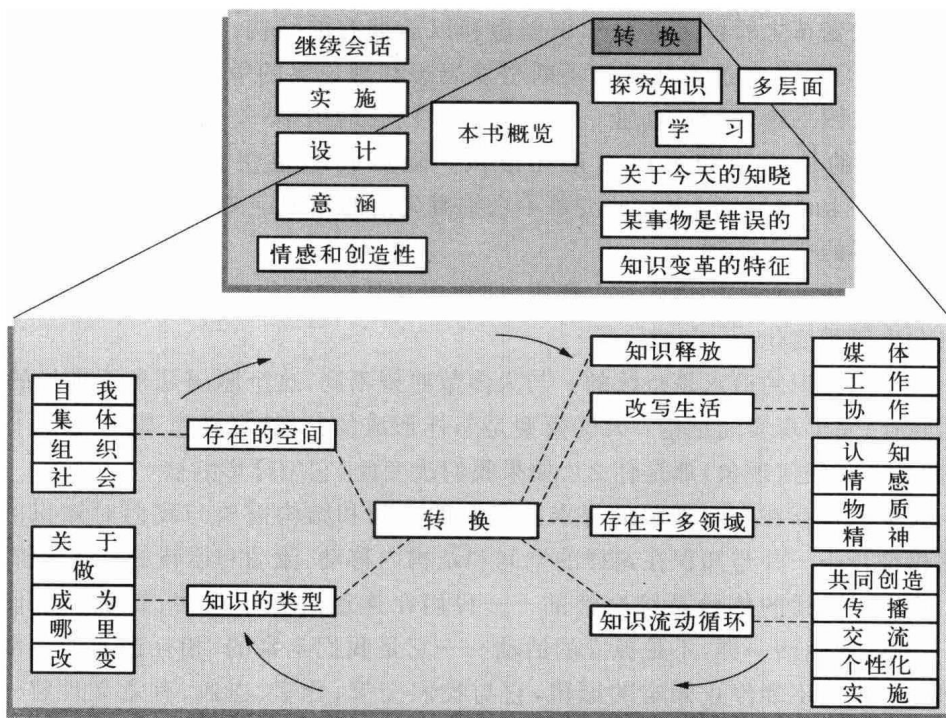 继续会话
实 施
设 计
意 涵
情感和创造性
本书概览
转 换
探究知识
多层面
学 习
关于今天的知晓
某事物是错误的
知识变革的特征
自 我
集 体
组 织
社 会
存在的空间
关 于
做
成 为
哪 里
改 变
知识的类型
转 换
知识释放
改写生活
存在于多领域
知识流动循环
媒 体
工 作
协 作
认 知
情 感
物 质
精 神
共同创造
传 播
交 流
个性化
实 施